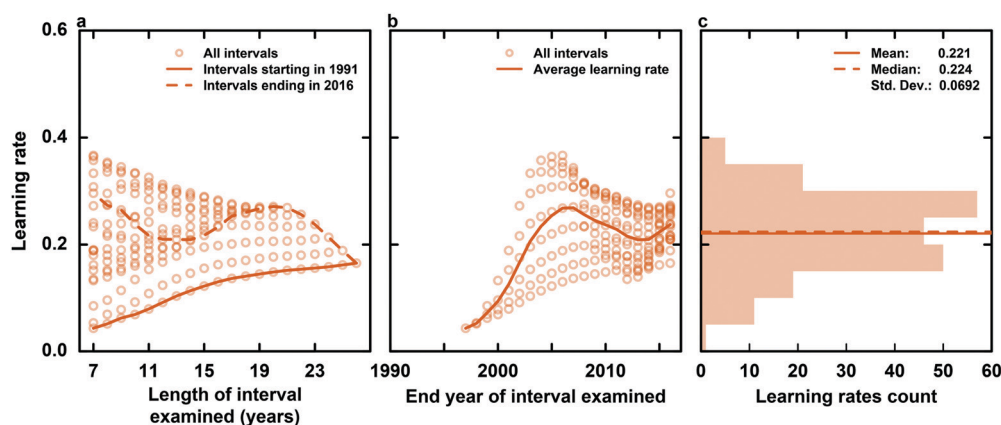 a
All intervals
Intervals starting in 1991
Intervals ending in 2016
b
All intervals
Average learning rate
c
Mean: 0.221
Median: 0.224
Std. Dev.: 0.0692
Learning rate
0.6
0.4
0.2
0.0
7 11 15 19 23
Length of interval
examined (years)
1990 2000 2010
End year of interval examined
0 10 20 30 40 50 60
Learning rates count